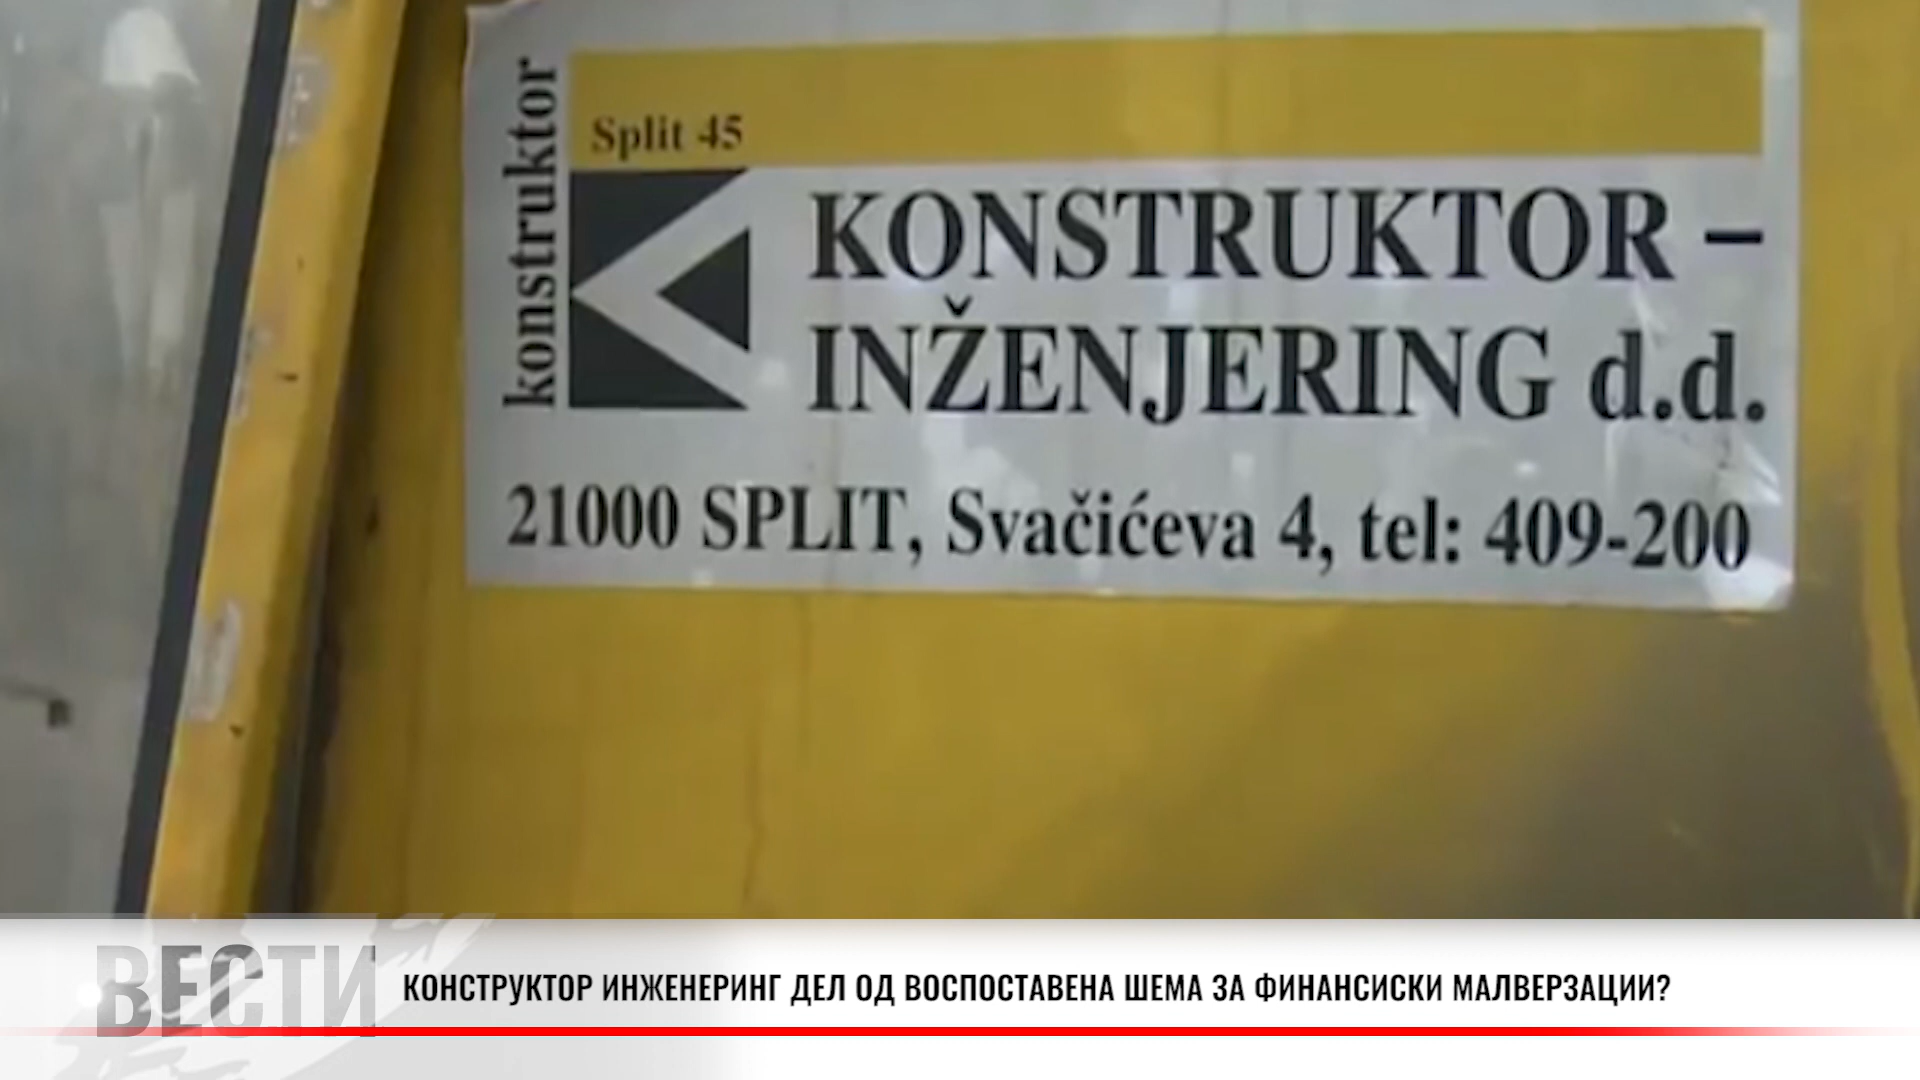 konstruktor
Split 45
KONSTRUKTOR –
INŽENJERING d.d.
21000 SPLIT, Svačićeva 4, tel: 409-200
ВЕСТИ
КОНСТРУКТОР ИНЖЕНЕРИНГ ДЕЛ ОД ВОСПОСТАВЕНА ШЕМА ЗА ФИНАНСИСКИ МАЛВЕРЗАЦИИ?